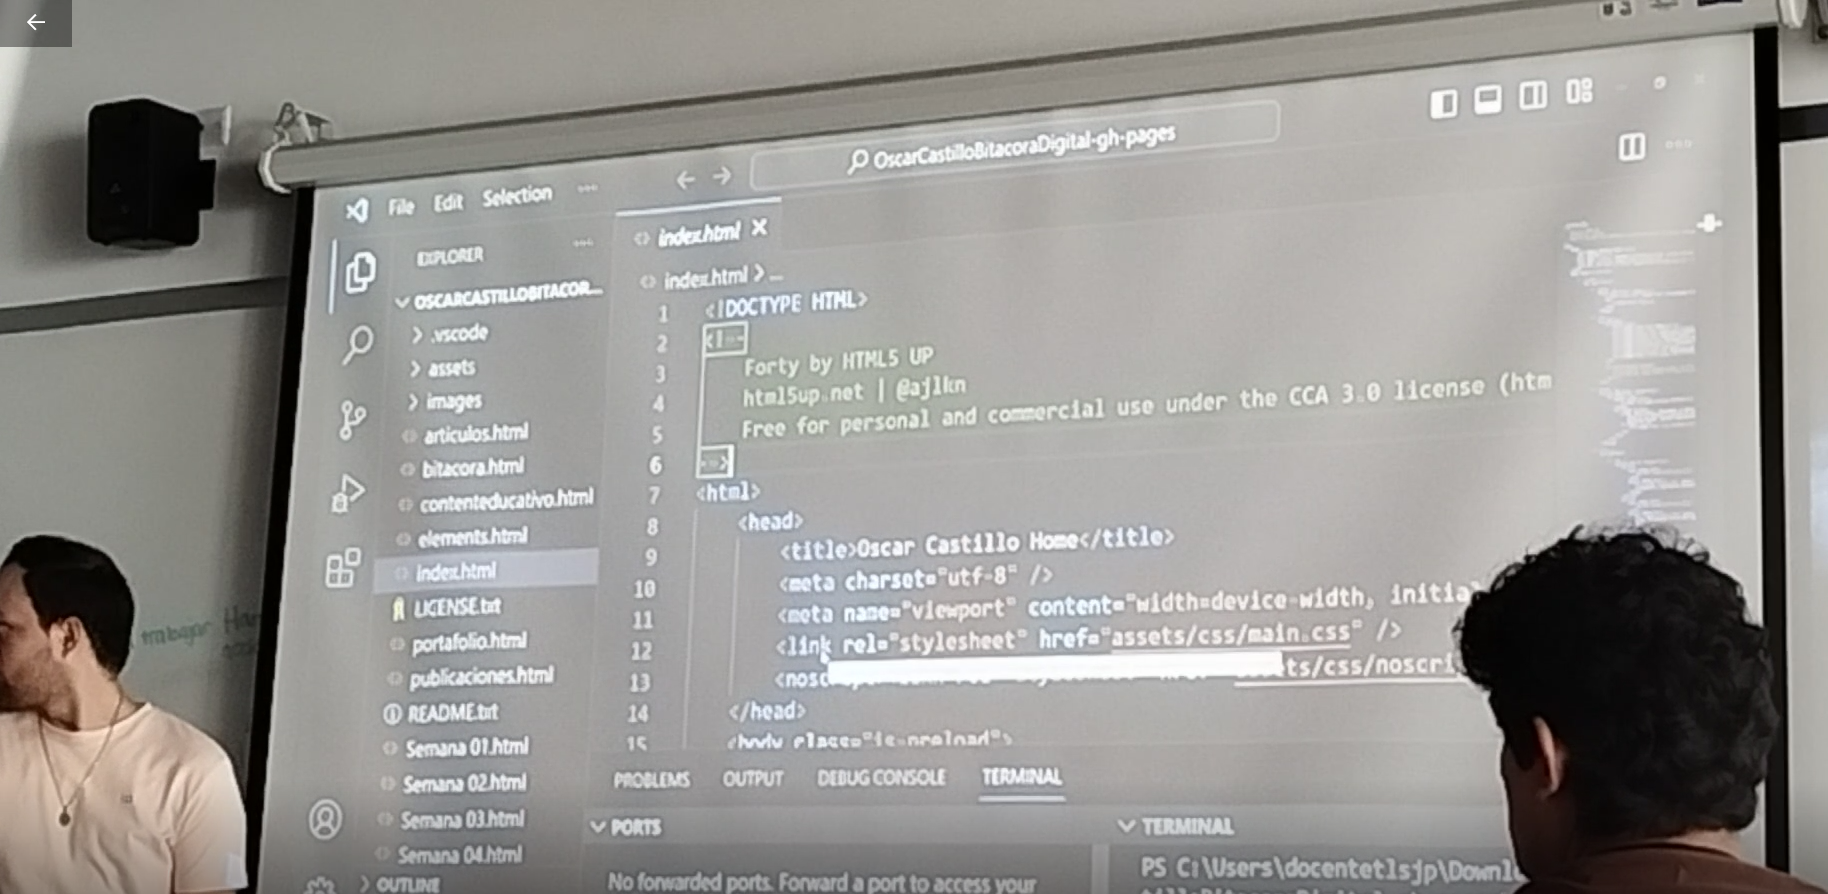 OscarCastilloBitacoraDigital-gh-pages
File Edit Selection ...
EXPLORER ...
OSCARCASTILLOBITACOR...
.vscode
assets
images
articulos.html
bitacora.html
contenteducativo.html
elements.html
index.html
LICENSE.txt
portafolio.html
publicaciones.html
README.txt
Semana 01.html
Semana 02.html
Semana 03.html
Semana 04.html
OUTLINE
index.html
index.html > ...
1 <!DOCTYPE HTML>
2 <!--
3 Forty by HTML5 UP
4 html5up.net | @ajlkn
5 Free for personal and commercial use under the CCA 3.0 license (htm
6 -->
7 <html>
8 <head>
9 <title>Oscar Castillo Home</title>
10 <meta charset="utf-8" />
11 <meta name="viewport" content="width=device-width, initial
12 <link rel="stylesheet" href="assets/css/main.css" />
13 <nosc ts/css/noscri
14 </head>
15 <body class="is-preload">
PROBLEMS OUTPUT DEBUG CONSOLE TERMINAL
PORTS
No forwarded ports. Forward a port to access your
TERMINAL
PS C:\Users\docentetlsjp\Downl
trabajar